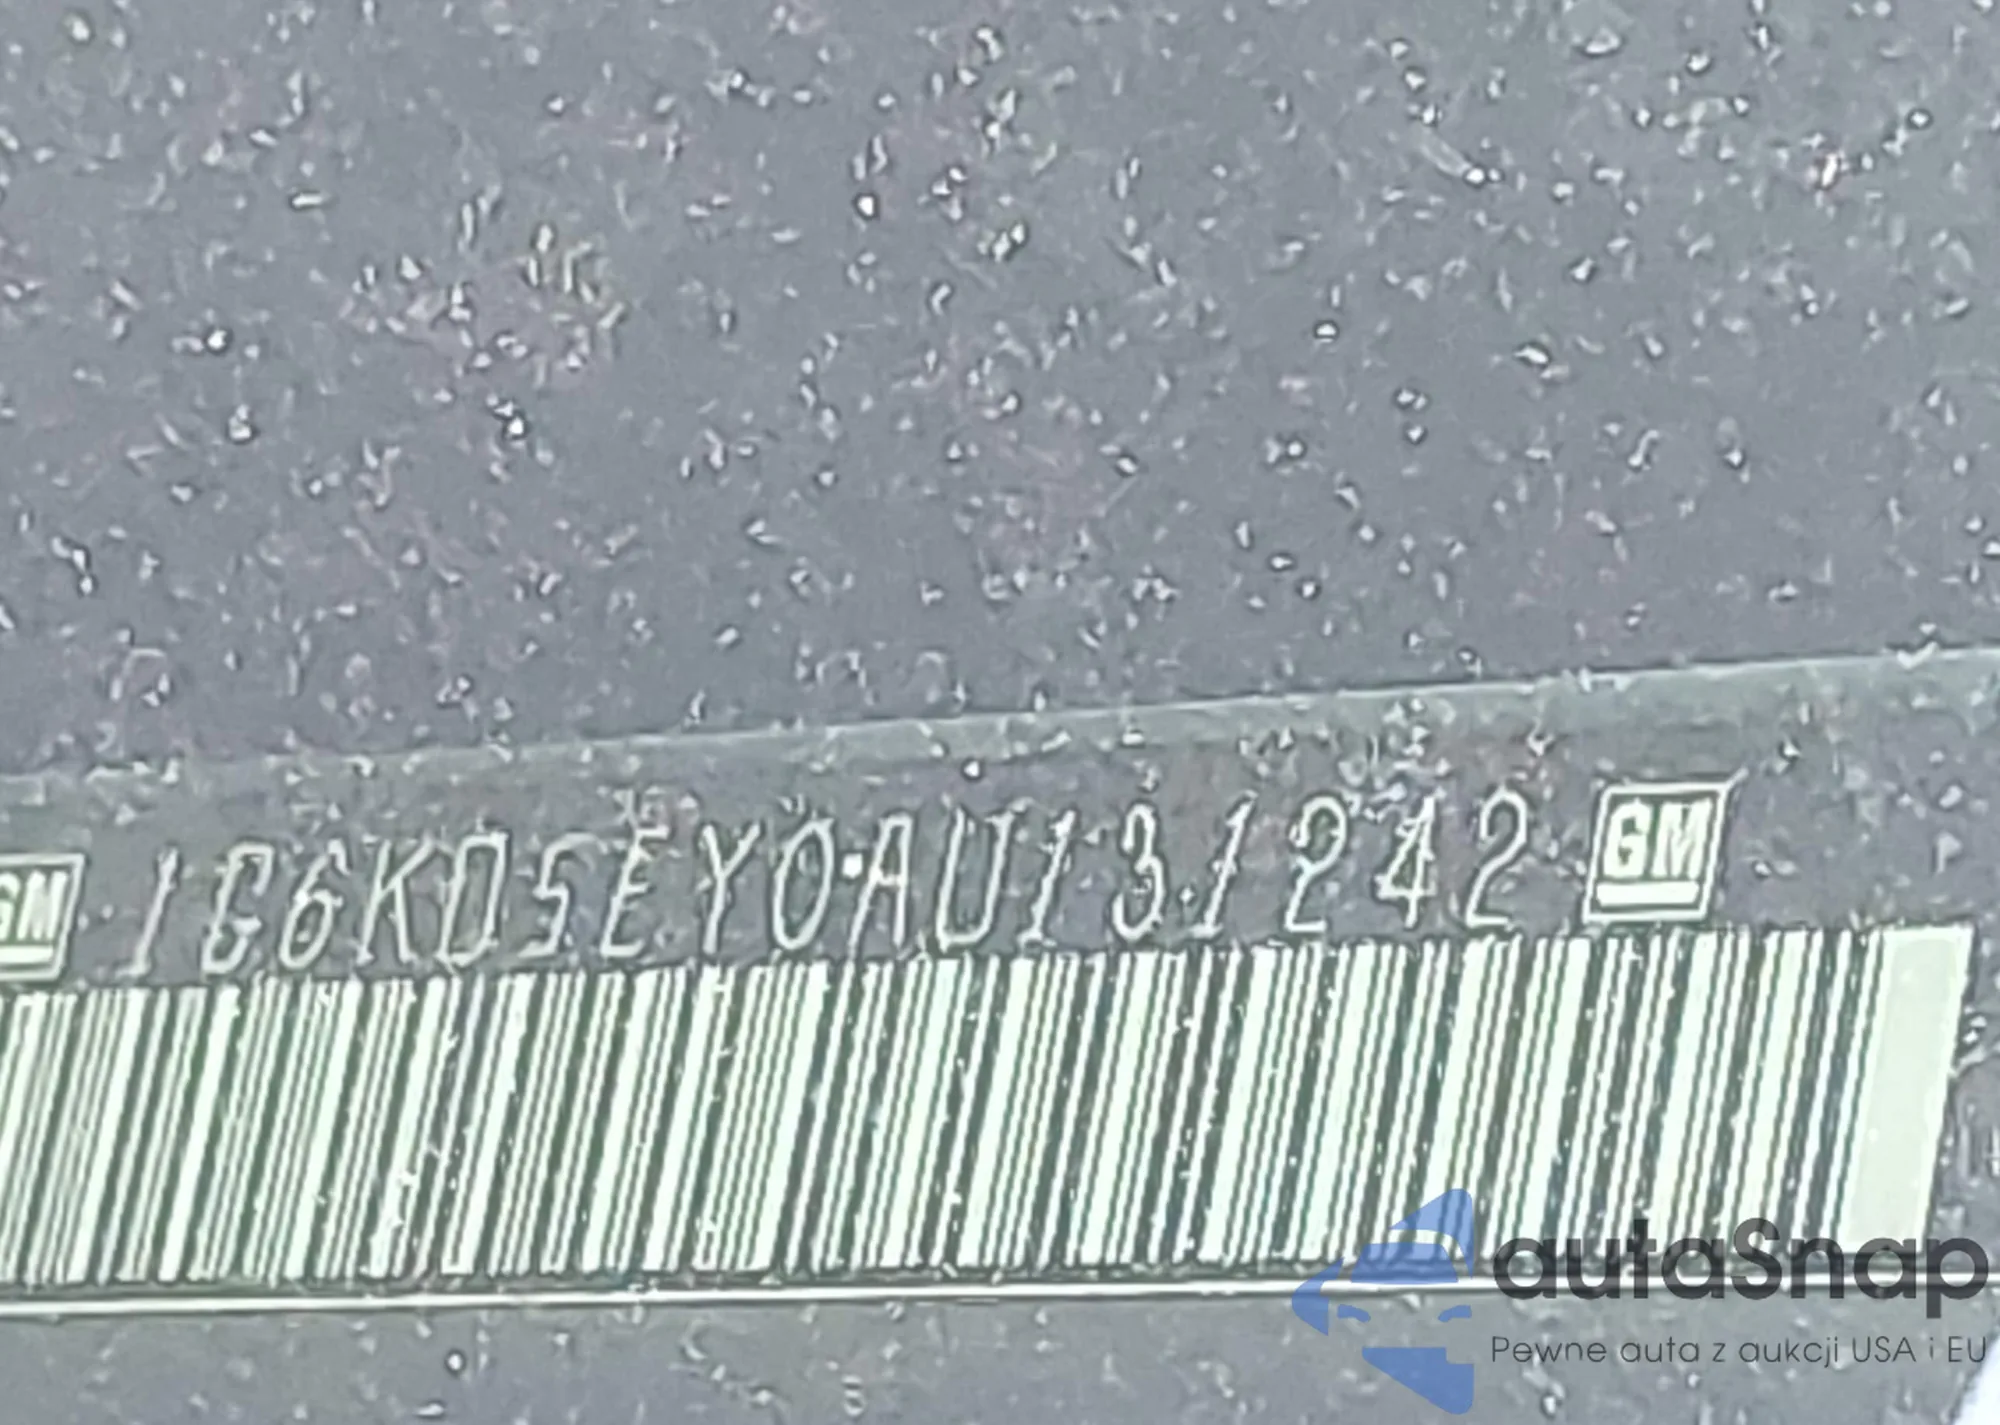 GM 1G6KD5EY0AU131242 GM
autaSnap
Pewne auta z aukcji USA i EU